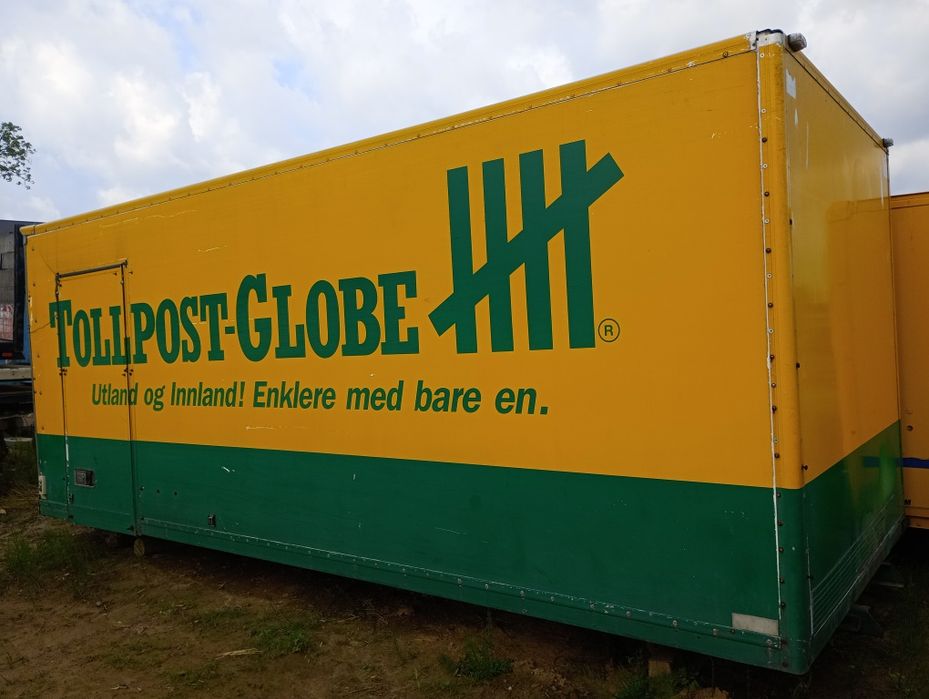 TOLLPOST-GLOBE
®
Utland og Innland! Enklere med bare en.